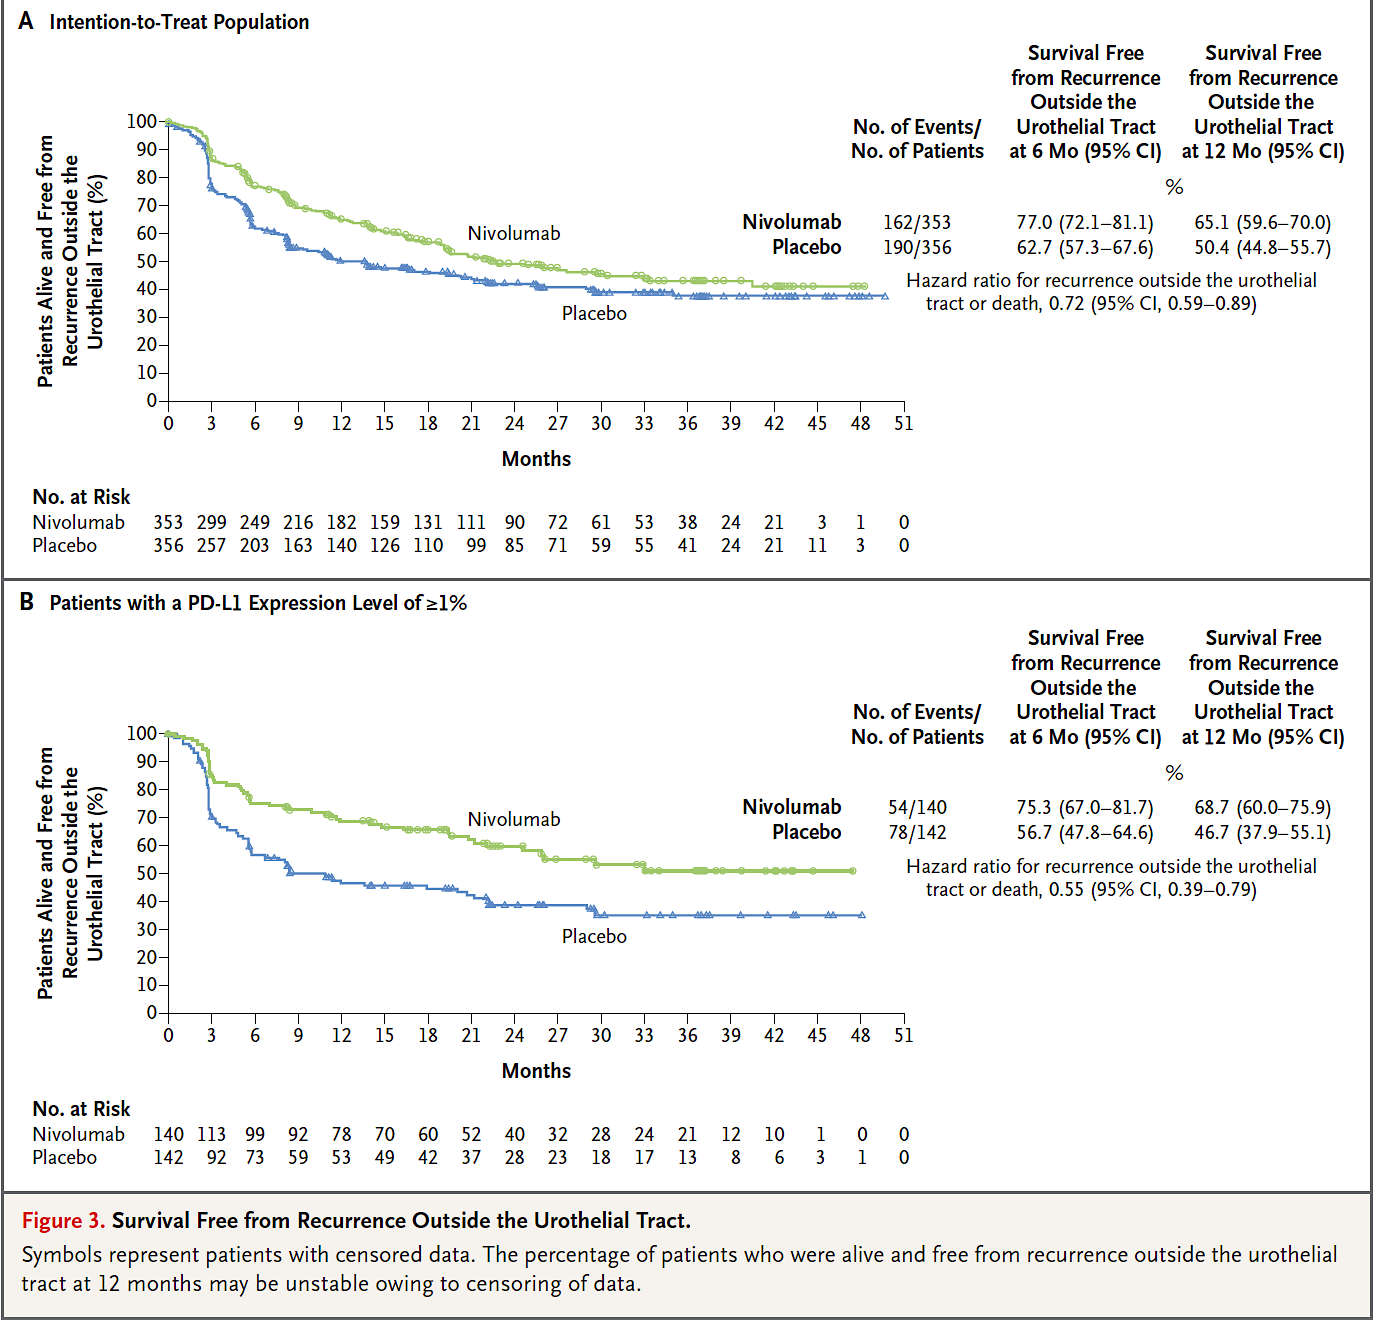 A Intention-to-Treat Population
Survival Free
from Recurrence
Outside the
Urothelial Tract
at 6 Mo (95% CI)
Survival Free
from Recurrence
Outside the
Urothelial Tract
at 12 Mo (95% CI)
No. of Events/
No. of Patients
%
Nivolumab 162/353 77.0 (72.1–81.1) 65.1 (59.6–70.0)
Placebo 190/356 62.7 (57.3–67.6) 50.4 (44.8–55.7)
Hazard ratio for recurrence outside the urothelial
tract or death, 0.72 (95% CI, 0.59–0.89)
Patients Alive and Free from
Recurrence Outside the
Urothelial Tract (%)
100
90
80
70
60
50
40
30
20
10
0
Nivolumab
Placebo
0 3 6 9 12 15 18 21 24 27 30 33 36 39 42 45 48 51
Months
No. at Risk
Nivolumab 353 299 249 216 182 159 131 111 90 72 61 53 38 24 21 3 1 0
Placebo 356 257 203 163 140 126 110 99 85 71 59 55 41 24 21 11 3 0
B Patients with a PD-L1 Expression Level of ≥1%
Survival Free
from Recurrence
Outside the
Urothelial Tract
at 6 Mo (95% CI)
Survival Free
from Recurrence
Outside the
Urothelial Tract
at 12 Mo (95% CI)
No. of Events/
No. of Patients
%
Nivolumab 54/140 75.3 (67.0–81.7) 68.7 (60.0–75.9)
Placebo 78/142 56.7 (47.8–64.6) 46.7 (37.9–55.1)
Hazard ratio for recurrence outside the urothelial
tract or death, 0.55 (95% CI, 0.39–0.79)
Patients Alive and Free from
Recurrence Outside the
Urothelial Tract (%)
100
90
80
70
60
50
40
30
20
10
0
Nivolumab
Placebo
0 3 6 9 12 15 18 21 24 27 30 33 36 39 42 45 48 51
Months
No. at Risk
Nivolumab 140 113 99 92 78 70 60 52 40 32 28 24 21 12 10 1 0 0
Placebo 142 92 73 59 53 49 42 37 28 23 18 17 13 8 6 3 1 0
Figure 3. Survival Free from Recurrence Outside the Urothelial Tract.
Symbols represent patients with censored data. The percentage of patients who were alive and free from recurrence outside the urothelial
tract at 12 months may be unstable owing to censoring of data.